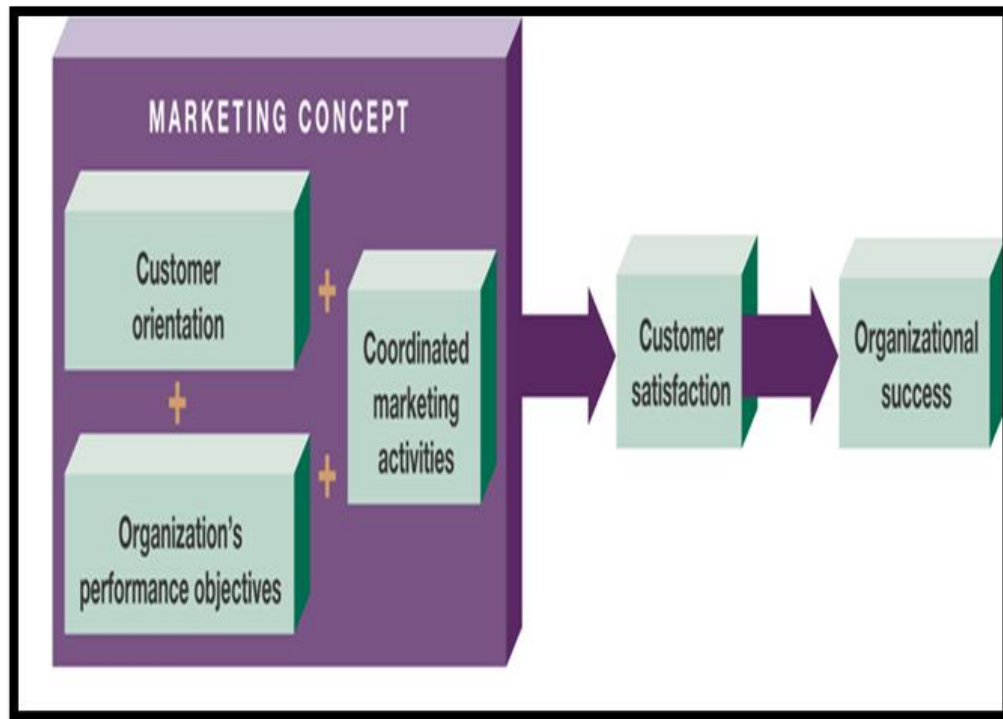 MARKETING CONCEPT
Customer
orientation
+
+
Coordinated
marketing
activities
+
Organization's
performance objectives
Customer
satisfaction
Organizational
success